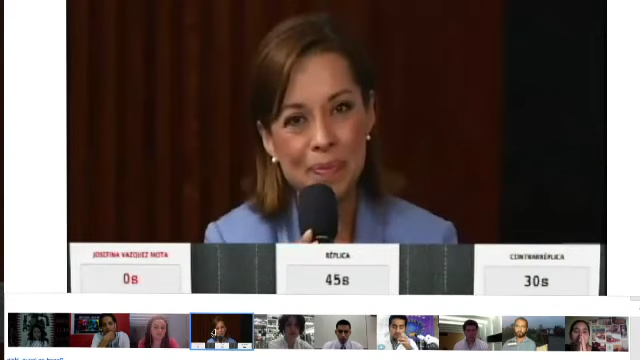 JOSEFINA VAZQUEZ MOTA
0s
RÉPLICA
45s
CONTRARRÉPLICA
30s